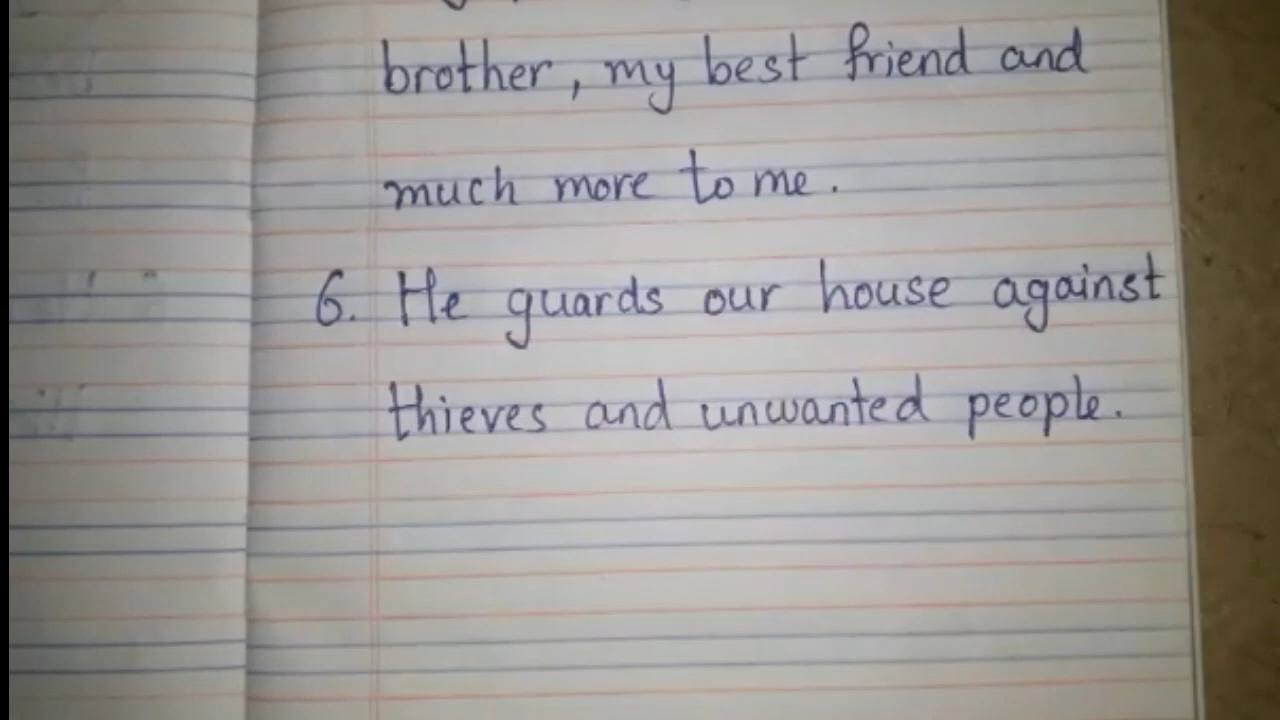 brother, my best friend and
much more to me.
6. He guards our house against
thieves and unwanted people.